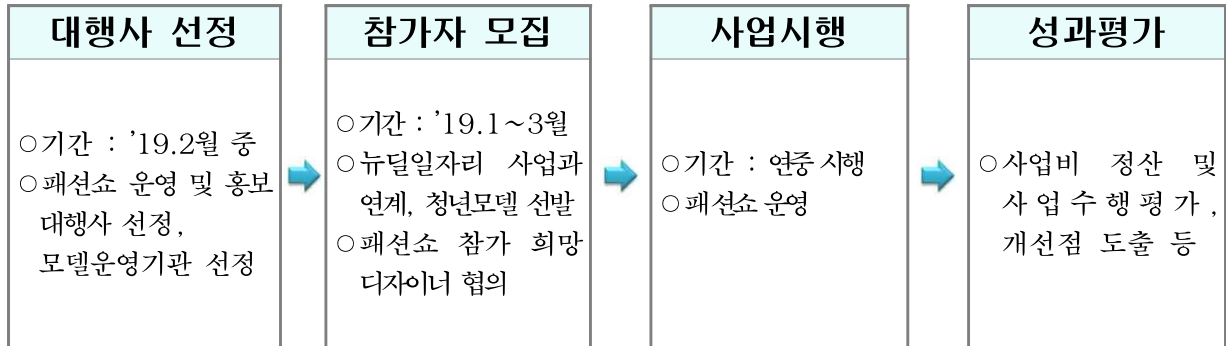 대행사 선정
○기간 : '19.2월 중
○패션쇼 운영 및 홍보
대행사 선정,
모델운영기관 선정
참가자 모집
○기간 : '19.1~3월
○뉴딜일자리 사업과
연계, 청년모델 선발
○패션쇼 참가 희망
디자이너 협의
사업시행
○기간 : 연중 시행
○패션쇼 운영
성과평가
○사업비 정산 및
사업수행평가,
개선점 도출 등